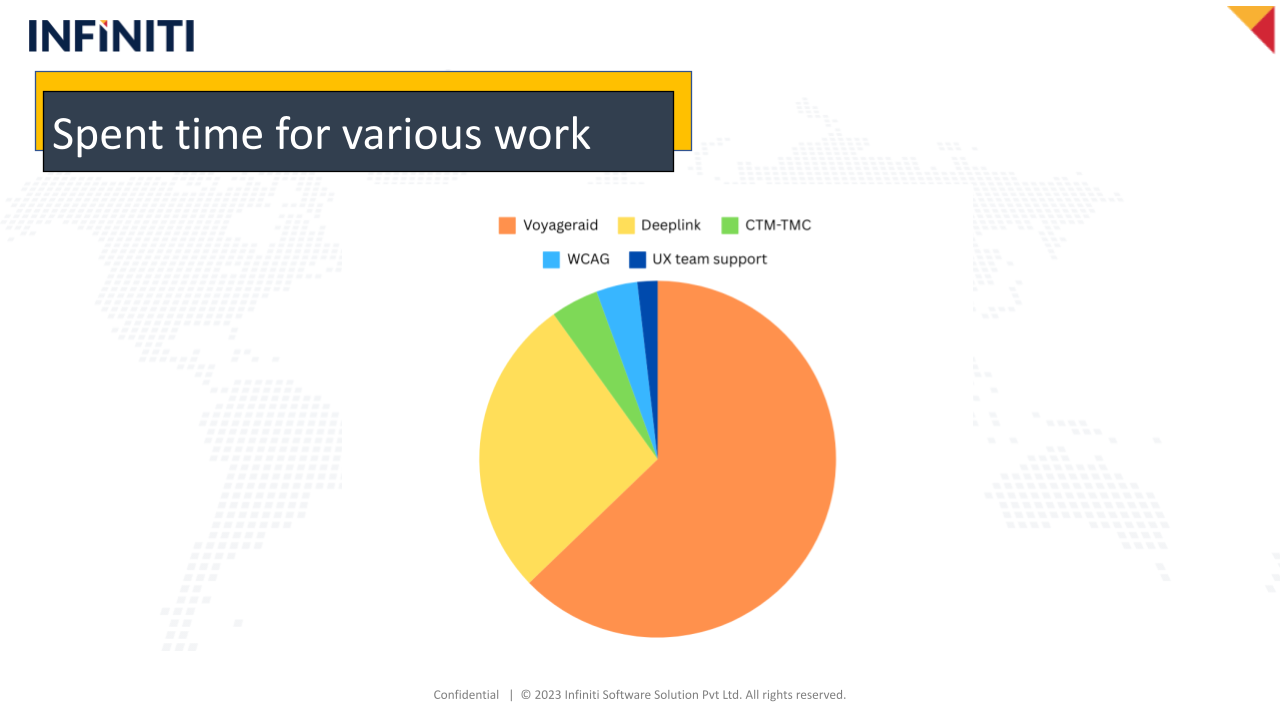 INFINITI
Spent time for various work
Voyageraid Deeplink CTM-TMC
WCAG UX team support
Confidential | © 2023 Infiniti Software Solution Pvt Ltd. All rights reserved.